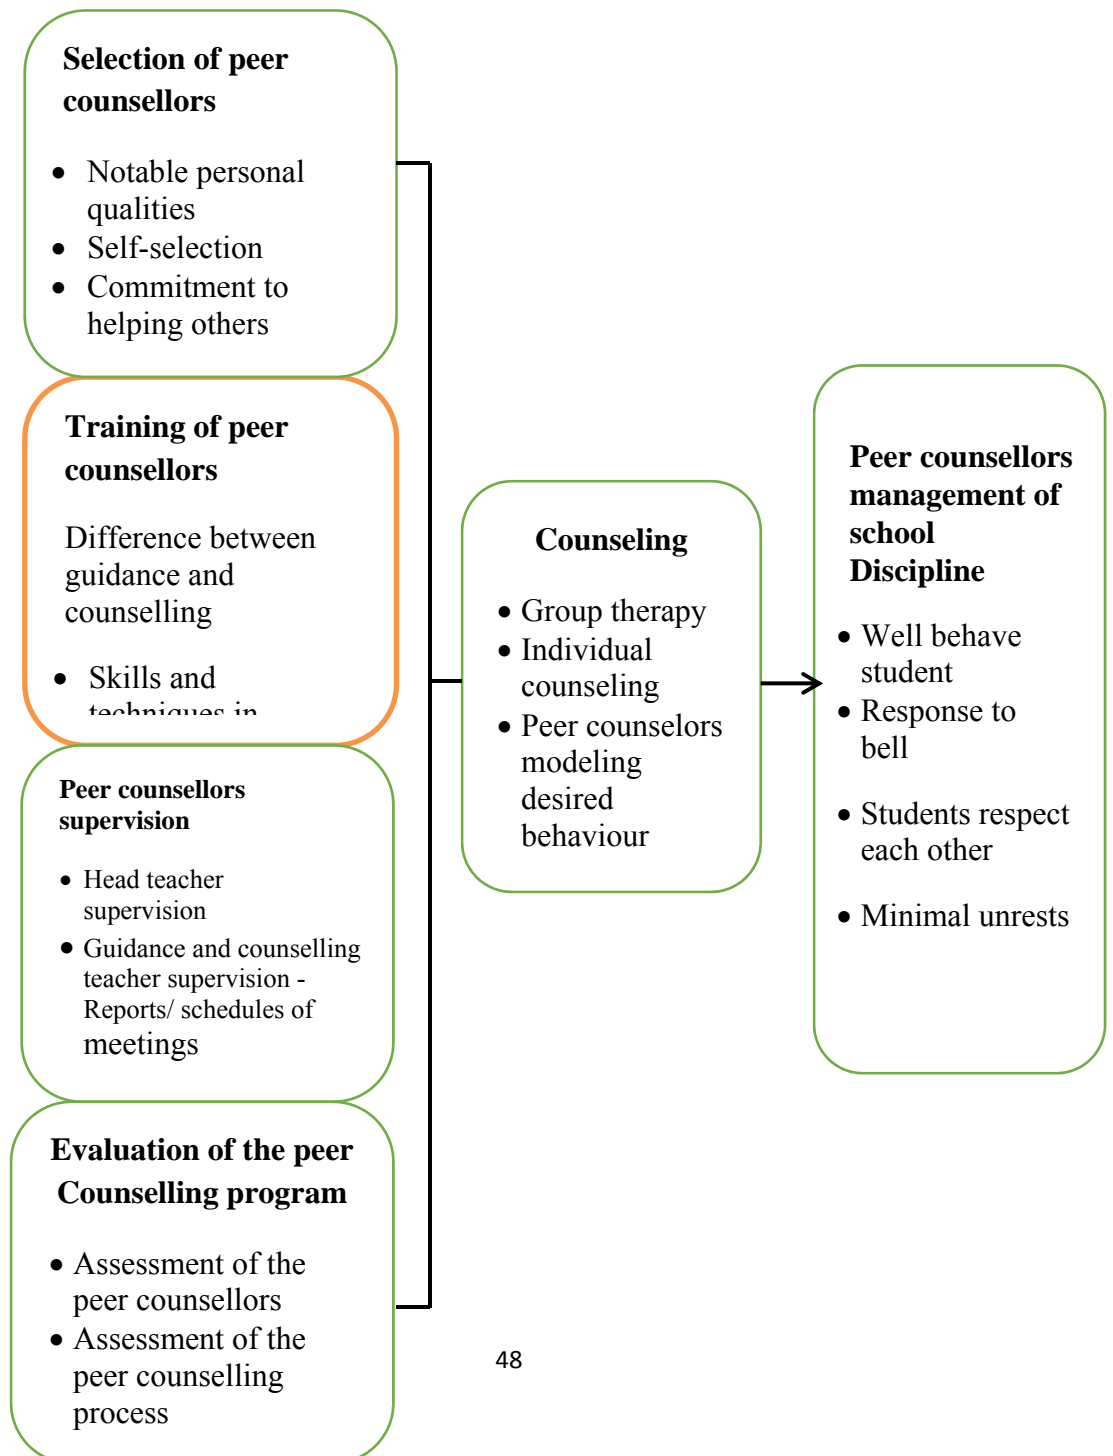 Selection of peer
counsellors
• Notable personal
qualities
• Self-selection
• Commitment to
helping others
Training of peer
counsellors
Difference between
guidance and
counselling
• Skills and
techniques in
Peer counsellors
supervision
• Head teacher
supervision
• Guidance and counselling
teacher supervision -
Reports/ schedules of
meetings
Evaluation of the peer
Counselling program
• Assessment of the
peer counsellors
• Assessment of the
peer counselling
process
Counseling
• Group therapy
• Individual
counseling
• Peer counselors
modeling
desired
behaviour
Peer counsellors
management of
school
Discipline
• Well behave
student
• Response to
bell
• Students respect
each other
• Minimal unrests
48